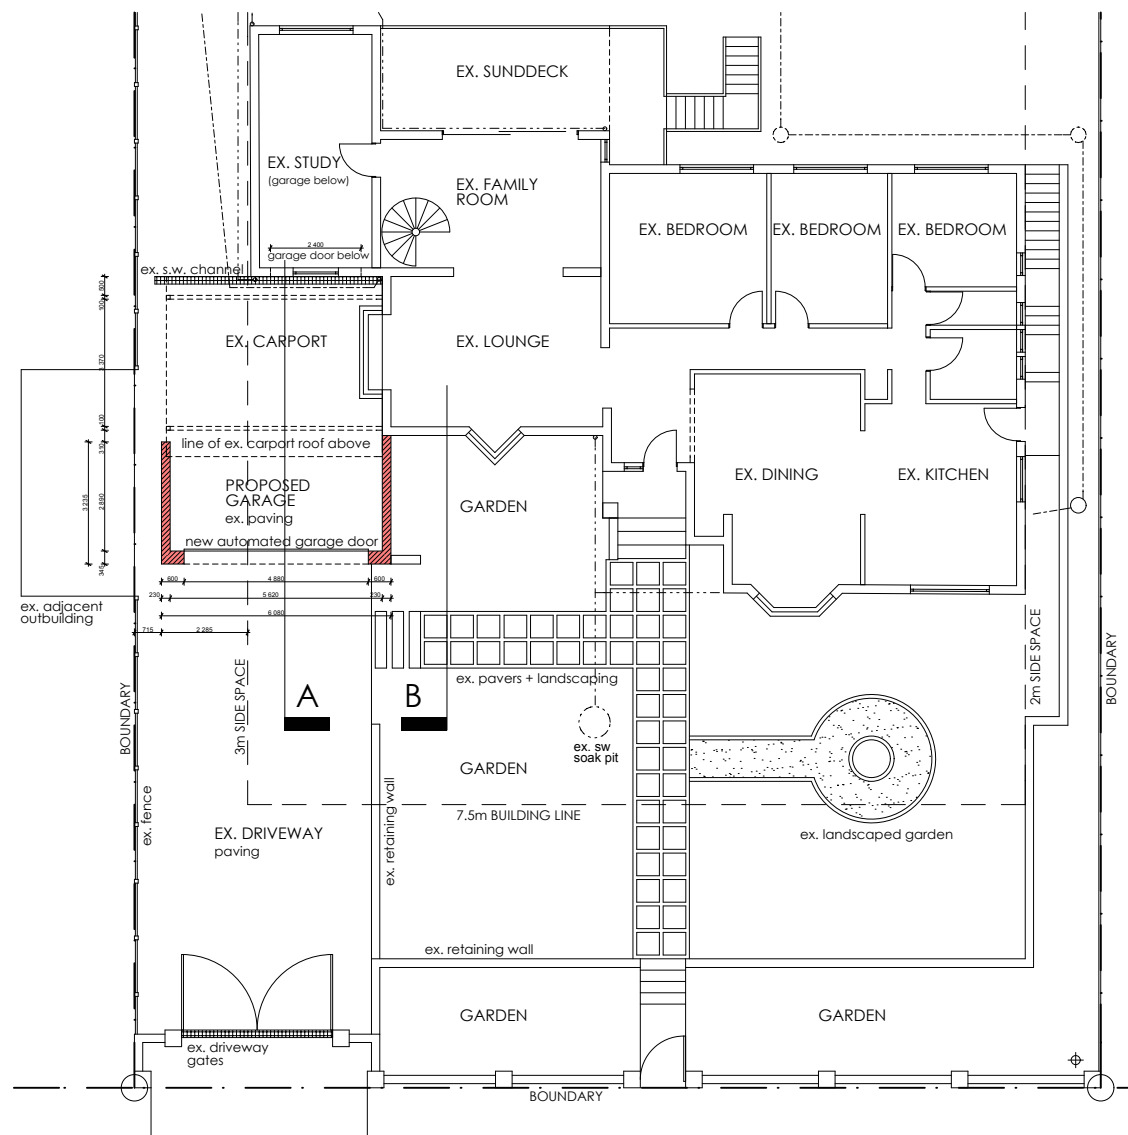 EX. SUNDDECK
EX. STUDY
(garage below)
EX. FAMILY
ROOM
EX. BEDROOM
EX. BEDROOM
EX. BEDROOM
2 400
garage door below
ex. s.w. channel
EX. CARPORT
EX. LOUNGE
line of ex. carport roof above
PROPOSED
GARAGE
ex. paving
new automated garage door
GARDEN
EX. DINING
EX. KITCHEN
100
310
3 235
2 890
345
600
4 880
600
230
5 620
230
6 080
715
2 285
ex. adjacent
outbuilding
ex. pavers + landscaping
A
B
ex. sw
soak pit
BOUNDARY
3m SIDE SPACE
2m SIDE SPACE
BOUNDARY
GARDEN
7.5m BUILDING LINE
ex. fence
EX. DRIVEWAY
paving
ex. retaining wall
ex. landscaped garden
ex. retaining wall
GARDEN
GARDEN
ex. driveway
gates
BOUNDARY